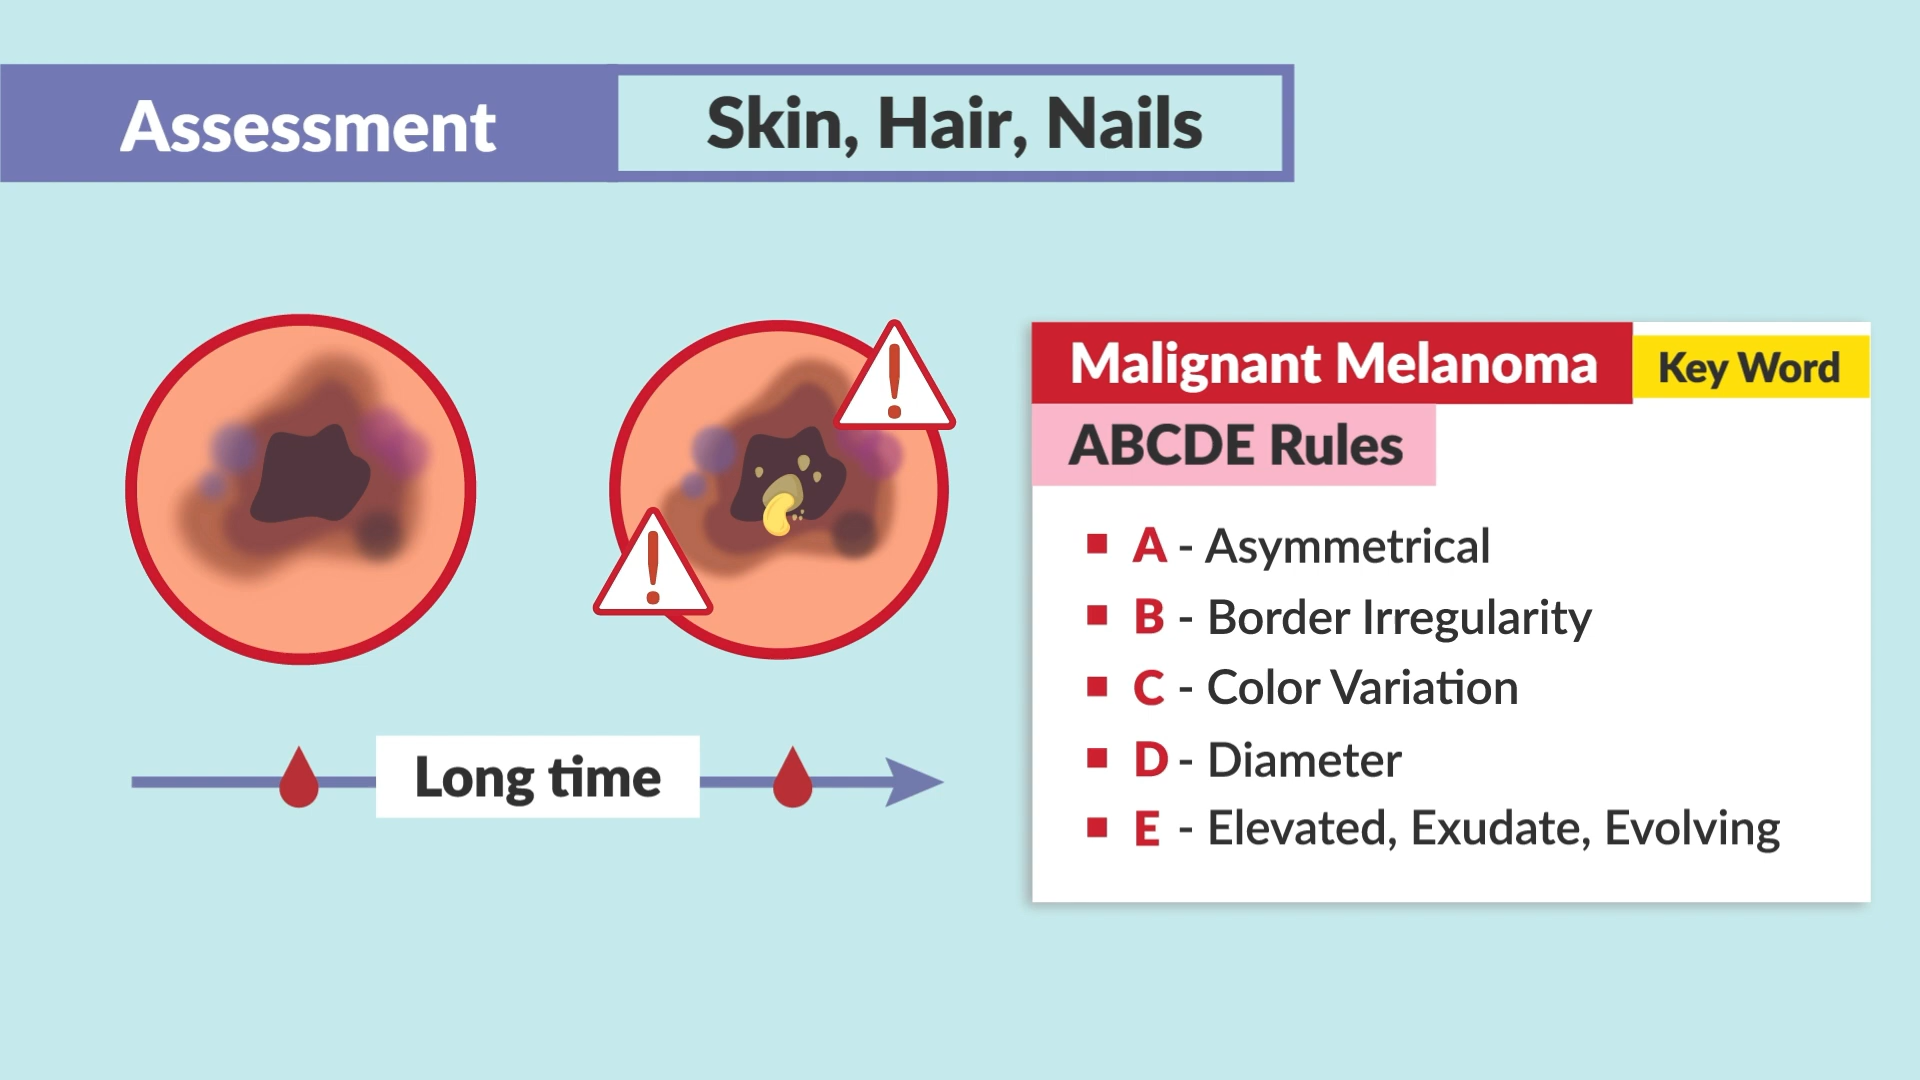 Assessment
Skin, Hair, Nails
Malignant Melanoma
Key Word
ABCDE Rules
A - Asymmetrical
B - Border Irregularity
C - Color Variation
D - Diameter
E - Elevated, Exudate, Evolving
Long time